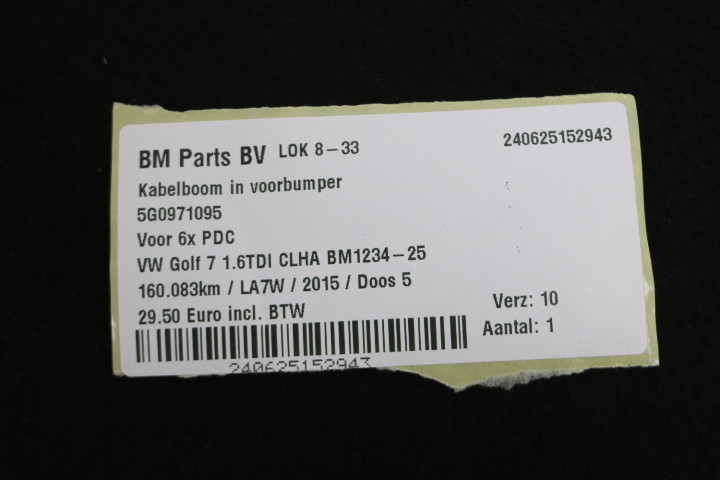 BM Parts BV LOK 8-33 240625152943
Kabelboom in voorbumper
5G0971095
Voor 6x PDC
VW Golf 7 1.6TDI CLHA BM1234-25
160.083km / LA7W / 2015 / Doos 5
29.50 Euro incl. BTW
Verz: 10
Aantal: 1
240625152943